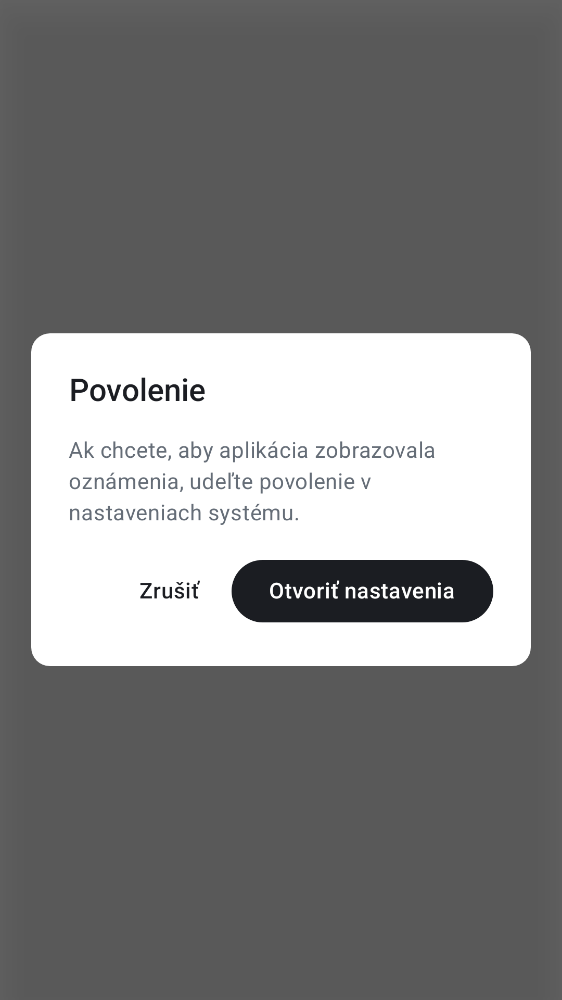 Povolenie
Ak chcete, aby aplikácia zobrazovala
oznámenia, udeľte povolenie v
nastaveniach systému.
Zrušiť
Otvoriť nastavenia